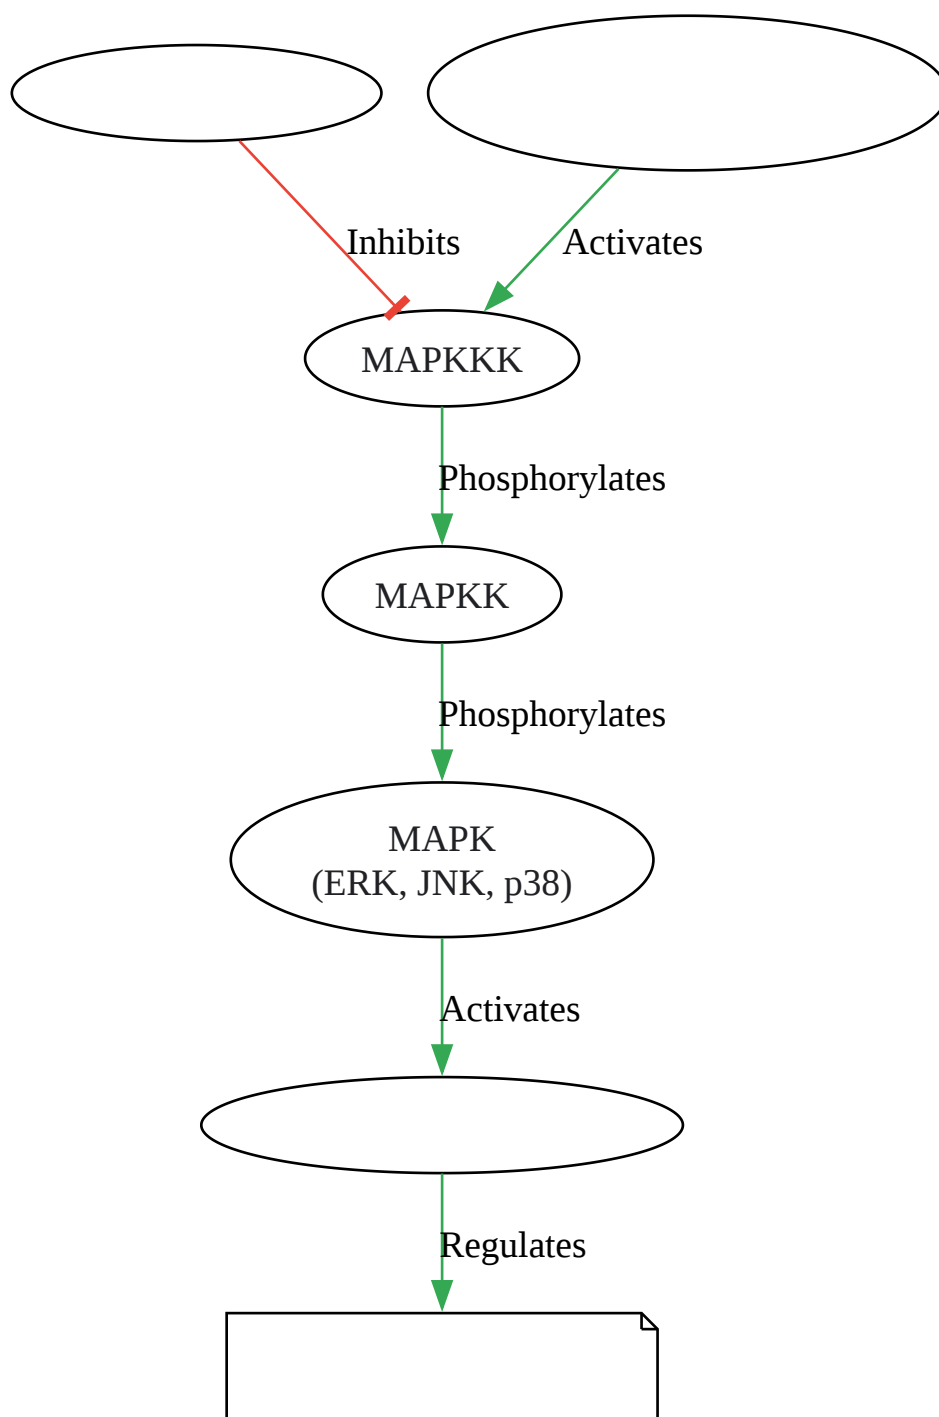 Inhibits
Activates
MAPKKK
Phosphorylates
MAPKK
Phosphorylates
MAPK
(ERK, JNK, p38)
Activates
Regulates